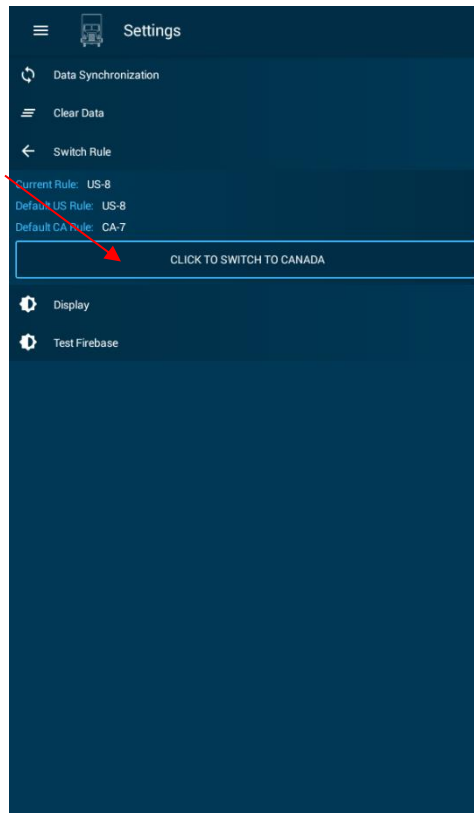 Settings
Data Synchronization
Clear Data
Switch Rule
Current Rule: US-8
Default US Rule: US-8
Default CA Rule: CA-7
CLICK TO SWITCH TO CANADA
Display
Test Firebase